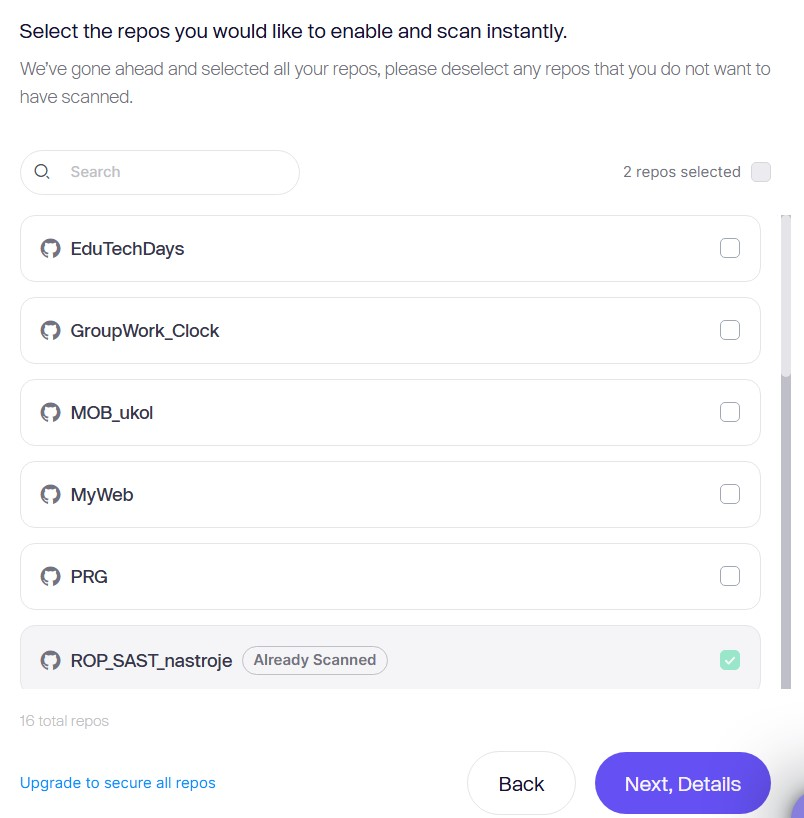 Select the repos you would like to enable and scan instantly.
We've gone ahead and selected all your repos, please deselect any repos that you do not want to
have scanned.
Search
2 repos selected
EduTechDays
GroupWork_Clock
MOB_ukol
MyWeb
PRG
ROP_SAST_nastroje Already Scanned
16 total repos
Upgrade to secure all repos
Back
Next, Details